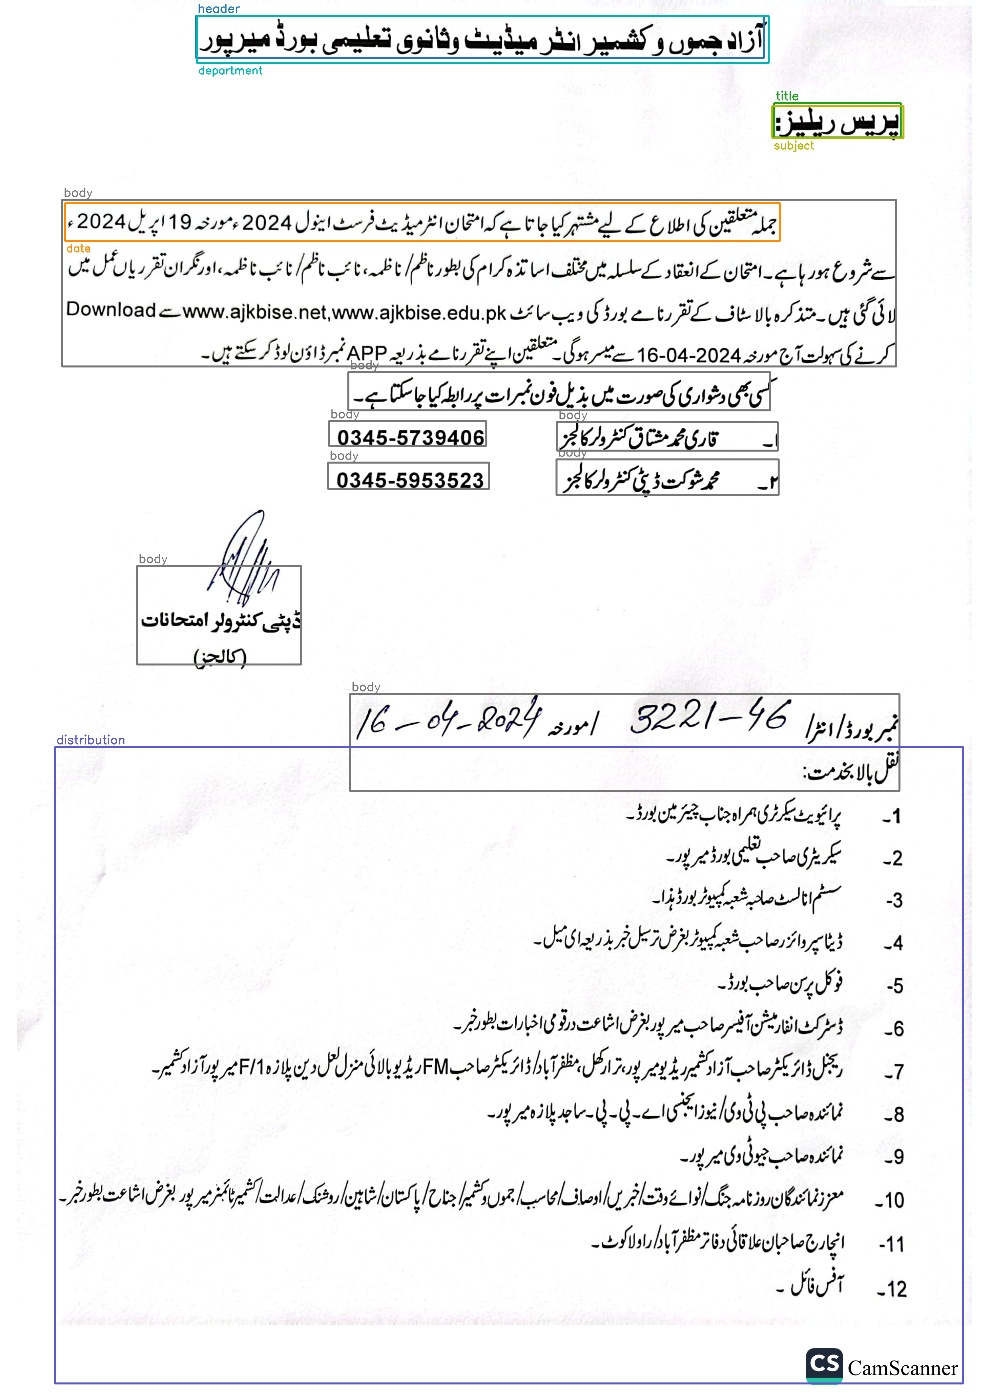 header
آزاد جموں و کشمیر انٹرمیڈیٹ و ثانوی تعلیمی بورڈ میرپور
department
title
پریس ریلیز:
subject
body
جملہ متعلقین کی اطلاع کے لیے مشتہر کیا جاتا ہے کہ امتحان انٹرمیڈیٹ فرسٹ اینول 2024ء مورخہ 19 اپریل 2024ء
date
سے شروع ہو رہا ہے۔ امتحان کے انعقاد کے سلسلہ میں مختلف اساتذہ کرام کی بطور ناظم/ناظمہ، نائب ناظم/نائب ناظمہ، اور نگران تقرریاں عمل میں
لائی گئی ہیں۔ متذکرہ بالا سٹاف کے تقرر نامے بورڈ کی ویب سائٹ www.ajkbise.net,www.ajkbise.edu.pk سے Download
کرنے کی سہولت آج مورخہ 16-04-2024 سے میسر ہوگی۔ متعلقین اپنے تقرر نامے بذریعہ APP نمبر ڈاؤن لوڈ کر سکتے ہیں۔
body
کسی بھی دشواری کی صورت میں بذیل فون نمبرات پر رابطہ کیا جا سکتا ہے۔
body
body
۱۔ قاری محمد مشتاق کنٹرولر کالجز 0345-5739406
body
body
۲۔ محمد شوکت ڈپٹی کنٹرولر کالجز 0345-5953523
body
ڈپٹی کنٹرولر امتحانات
(کالجز)
body
نمبر بورڈ/انٹر/ 3221-46 /مورخہ 16-04-2024
distribution
نقل بالا بخدمت:
1۔ پرائیویٹ سیکرٹری ہمراہ جناب چیئرمین بورڈ۔
2۔ سیکریٹری صاحب تعلیمی بورڈ میرپور۔
3- سسٹم انالسٹ صاحبہ شعبہ کمپیوٹر بورڈ ہذا۔
4۔ ڈیٹا سپروائزر صاحب شعبہ کمپیوٹر بغرض ترسیل خبر بذریعہ ای میل۔
5- فوکل پرسن صاحب بورڈ۔
6۔ ڈسٹرکٹ انفارمیشن آفیسر صاحب میرپور بغرض اشاعت در قومی اخبارات بطور خبر۔
7۔ ریجنل ڈائریکٹر صاحب آزاد کشمیر ریڈیو میرپور، تراڑکھل، مظفرآباد/ڈائریکٹر صاحب FM ریڈیو بالائی منزل لعل دین پلازہ F/1 میرپور آزاد کشمیر۔
8۔ نمائندہ صاحب پی ٹی وی/نیوز ایجنسی اے۔پی۔پی۔ ساجد پلازہ میرپور۔
9۔ نمائندہ صاحب جیو ٹی وی میرپور۔
10۔ معزز نمائندگان روزنامہ جنگ/نوائے وقت/خبریں/اوصاف/محاسب/جموں وکشمیر/جناح/پاکستان/شاہین/روشنک/عدالت/کشمیر ٹائمنر میرپور بغرض اشاعت بطور خبر۔
11- انچارج صاحبان علاقائی دفاتر مظفرآباد/راولاکوٹ۔
12۔ آفس فائل ۔
CS CamScanner